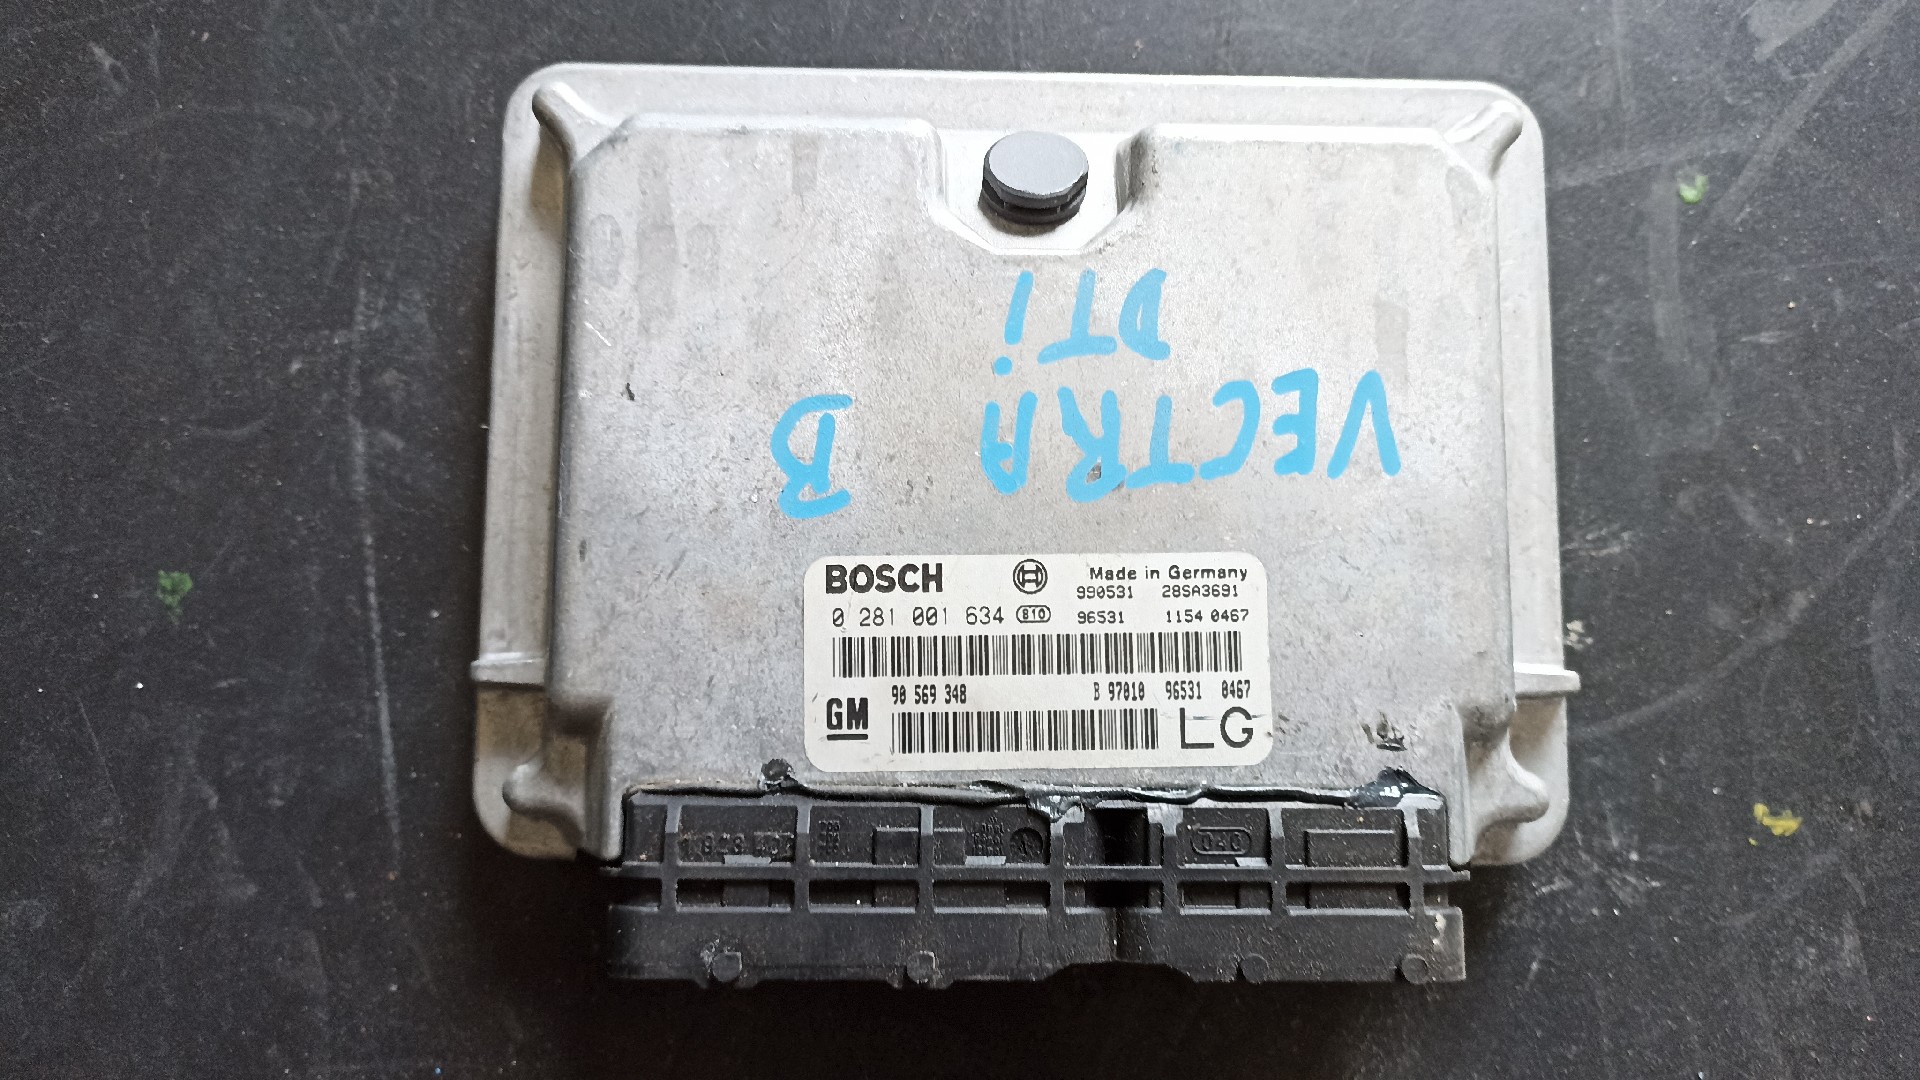 VECTRA B
DTi
BOSCH Made in Germany
990531 28SA3691
0 281 001 634 810 96531 1154 0467
90 569 348 B 97010 96531 0467
GM LG